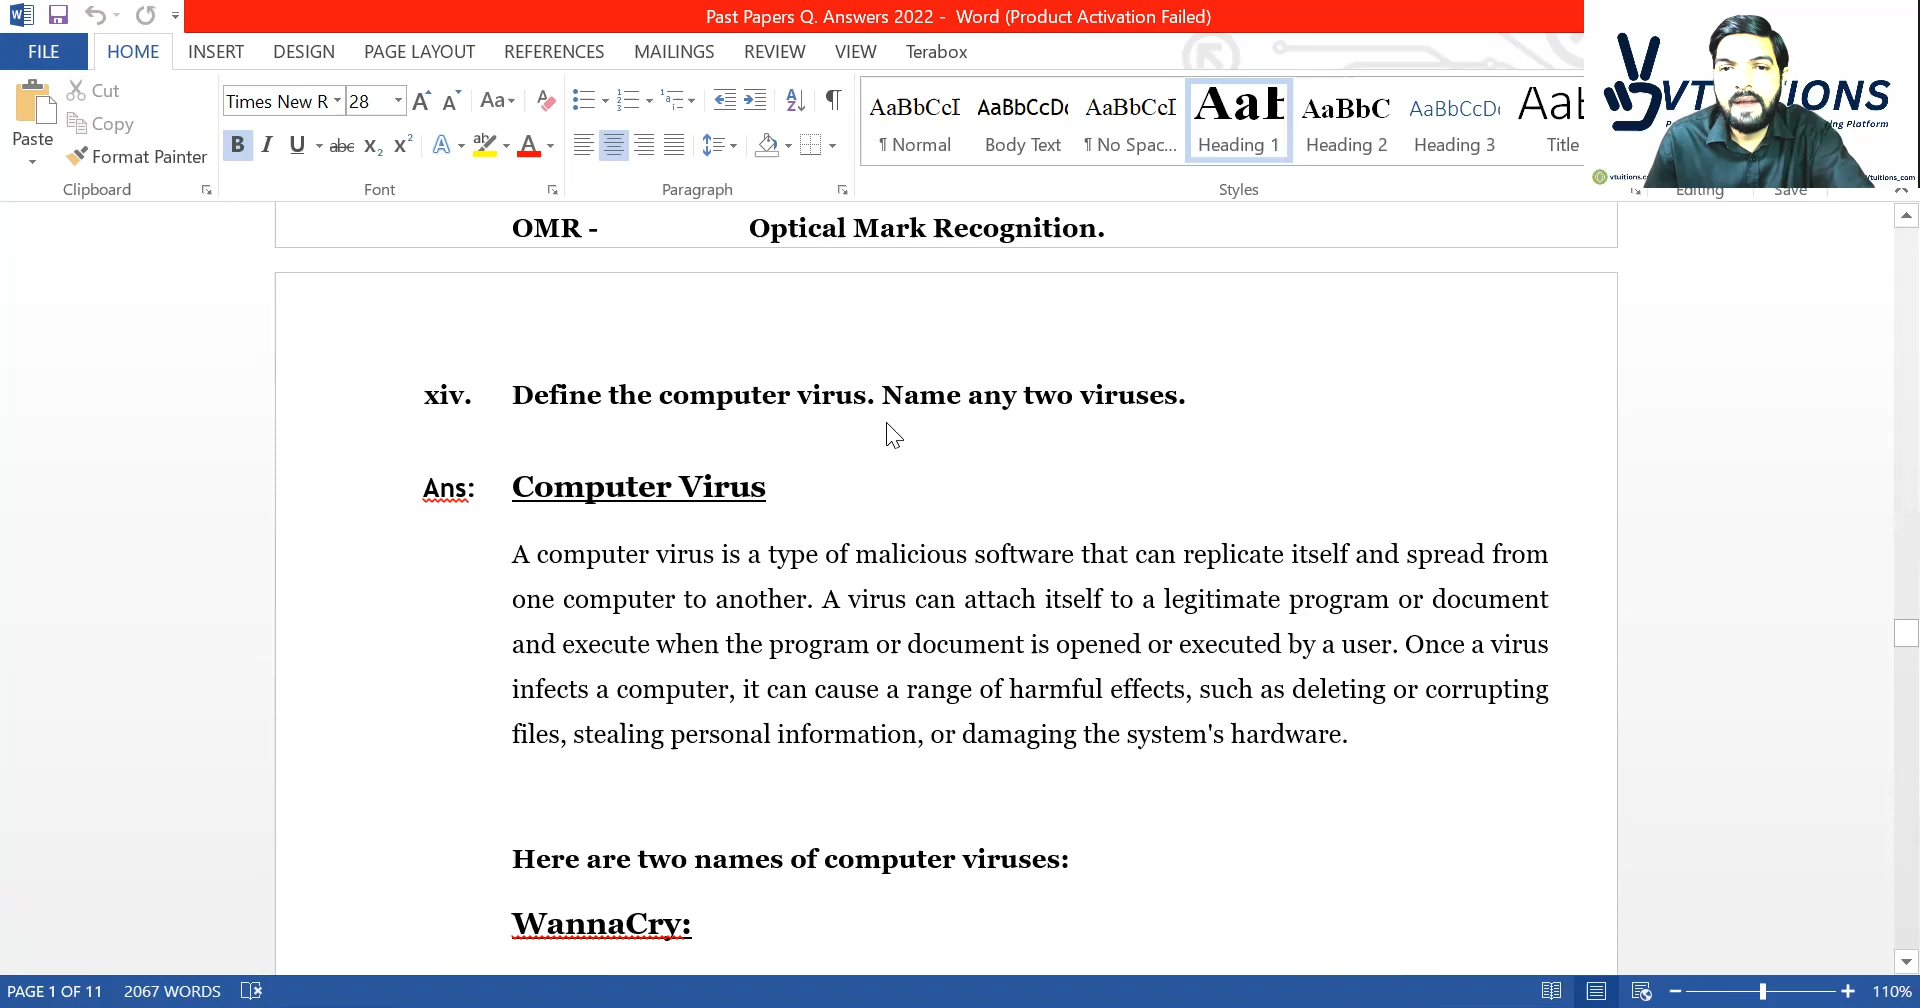 Past Papers Q. Answers 2022 - Word (Product Activation Failed)
FILE HOME INSERT DESIGN PAGE LAYOUT REFERENCES MAILINGS REVIEW VIEW Terabox
Cut
Copy
Format Painter
Paste
Clipboard
Times New R 28
Font
Paragraph
AaBbCcI AaBbCcDc AaBbCcI AaB AaBbC AaBbCcDc Aab
¶ Normal Body Text ¶ No Spac... Heading 1 Heading 2 Heading 3 Title
Styles
Editing Save
VTUITIONS
ing Platform
OMR - Optical Mark Recognition.
xiv. Define the computer virus. Name any two viruses.
Ans: Computer Virus
A computer virus is a type of malicious software that can replicate itself and spread from
one computer to another. A virus can attach itself to a legitimate program or document
and execute when the program or document is opened or executed by a user. Once a virus
infects a computer, it can cause a range of harmful effects, such as deleting or corrupting
files, stealing personal information, or damaging the system's hardware.
Here are two names of computer viruses:
WannaCry:
PAGE 1 OF 11 2067 WORDS 110%